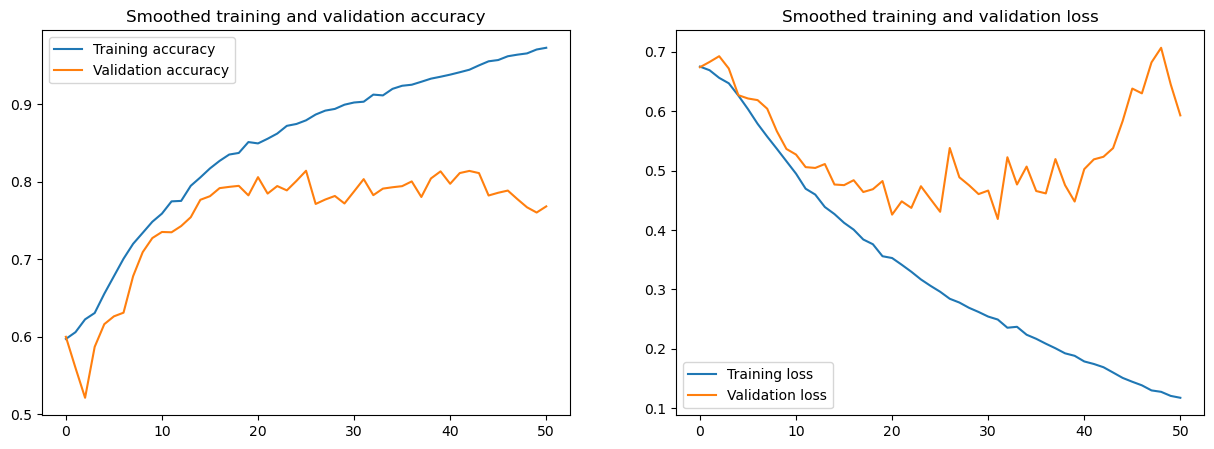 Smoothed training and validation accuracy
Training accuracy
Validation accuracy
0.9
0.8
0.7
0.6
0.5
0 10 20 30 40 50
Smoothed training and validation loss
0.7
0.6
0.5
0.4
0.3
0.2
0.1
Training loss
Validation loss
0 10 20 30 40 50